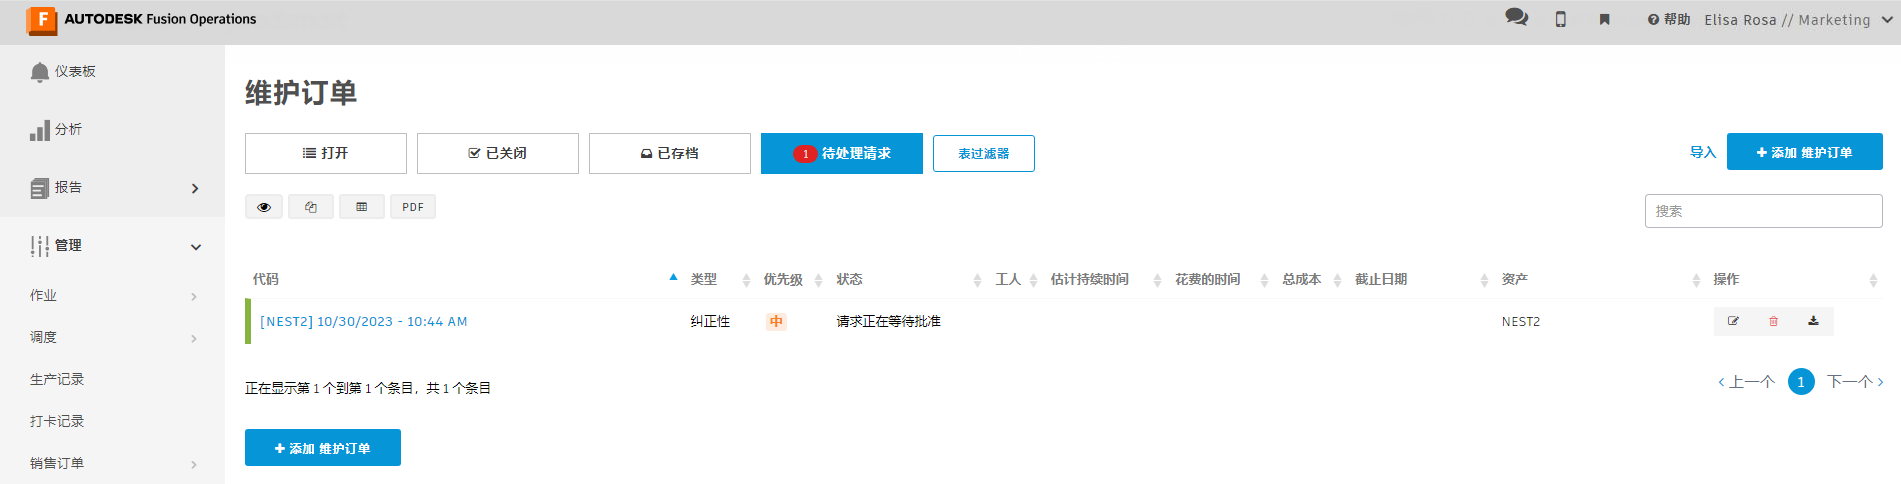 AUTODESK Fusion Operations
帮助 Elisa Rosa // Marketing
仪表板
分析
报告
管理
作业
调度
生产记录
打卡记录
销售订单
维护订单
打开 已关闭 已存档 1 待处理请求 表过滤器 导入 + 添加 维护订单
PDF 搜索
代码 类型 优先级 状态 工人 估计持续时间 花费的时间 总成本 截止日期 资产 操作
[NEST2] 10/30/2023 - 10:44 AM 纠正性 中 请求正在等待批准 NEST2
正在显示第 1 个到第 1 个条目，共 1 个条目 上一个 1 下一个
+ 添加 维护订单